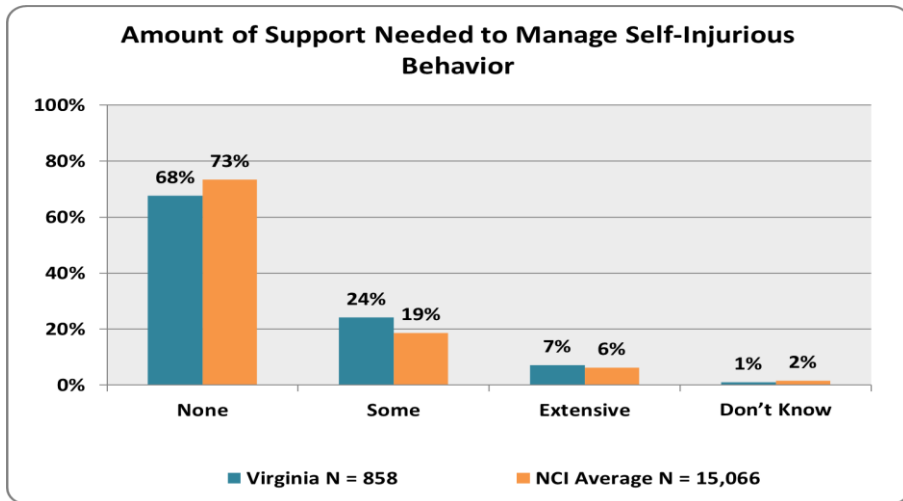 Amount of Support Needed to Manage Self-Injurious
Behavior
100%
80%
60%
40%
20%
0%
68%
73%
24%
19%
7%
6%
1%
2%
None
Some
Extensive
Don’t Know
Virginia N = 858
NCI Average N = 15,066